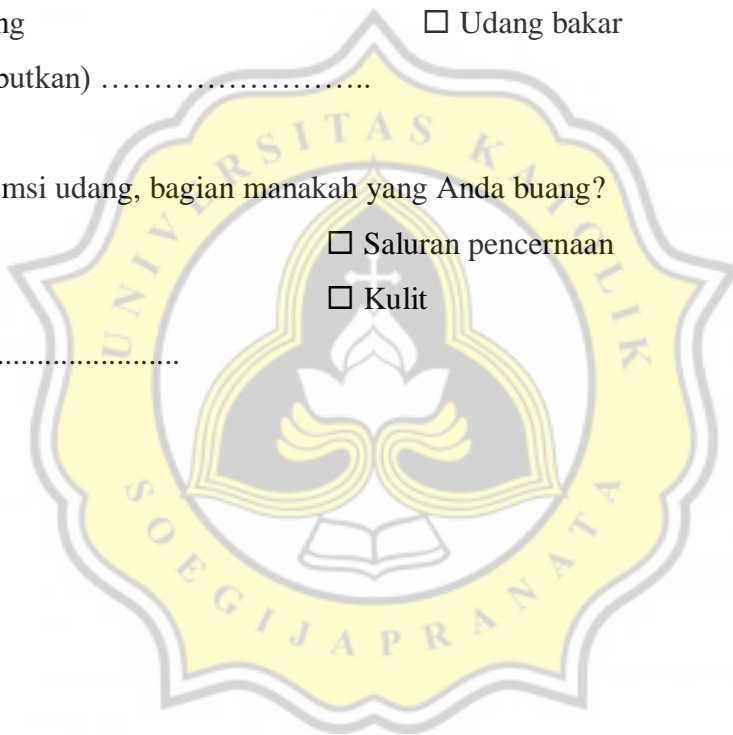 ng ☐ Udang bakar
butkan) ……………………..
msi udang, bagian manakah yang Anda buang?
☐ Saluran pencernaan
☐ Kulit
........................
UNIVERSITAS KATOLIK
SOEGIJAPRANATA